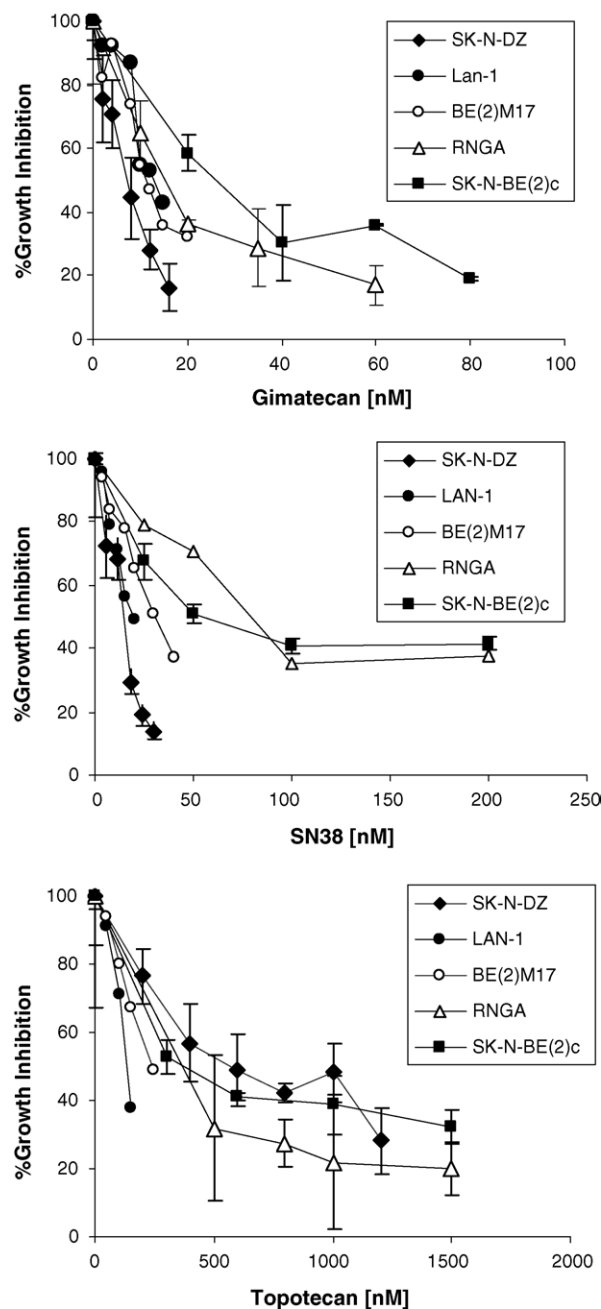 100
80
60
40
20
0
%Growth Inhibition
0 20 40 60 80 100
Gimatecan [nM]
SK-N-DZ
Lan-1
BE(2)M17
RNGA
SK-N-BE(2)c
100
80
60
40
20
0
%Growth Inhibition
0 50 100 150 200 250
SN38 [nM]
SK-N-DZ
LAN-1
BE(2)M17
RNGA
SK-N-BE(2)c
100
80
60
40
20
0
%Growth Inhibition
0 500 1000 1500 2000
Topotecan [nM]
SK-N-DZ
LAN-1
BE(2)M17
RNGA
SK-N-BE(2)c